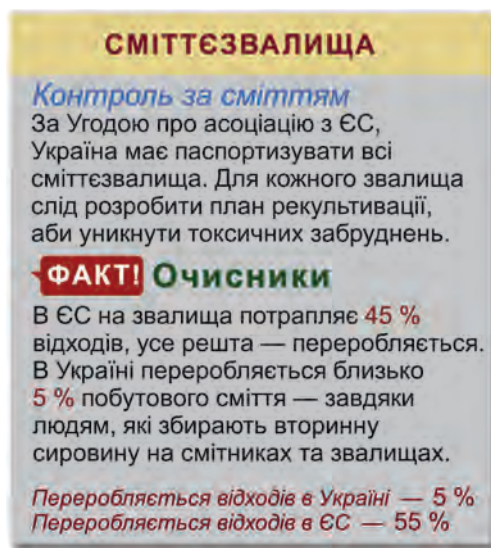 СМІТТЄЗВАЛИЩА
Контроль за сміттям
За Угодою про асоціацію з ЄС,
Україна має паспортизувати всі
сміттєзвалища. Для кожного звалища
слід розробити план рекультивації,
аби уникнути токсичних забруднень.
ФАКТ! Очисники
В ЄС на звалища потрапляє 45 %
відходів, усе решта — переробляється.
В Україні переробляється близько
5 % побутового сміття — завдяки
людям, які збирають вторинну
сировину на смітниках та звалищах.
Переробляється відходів в Україні — 5 %
Переробляється відходів в ЄС — 55 %